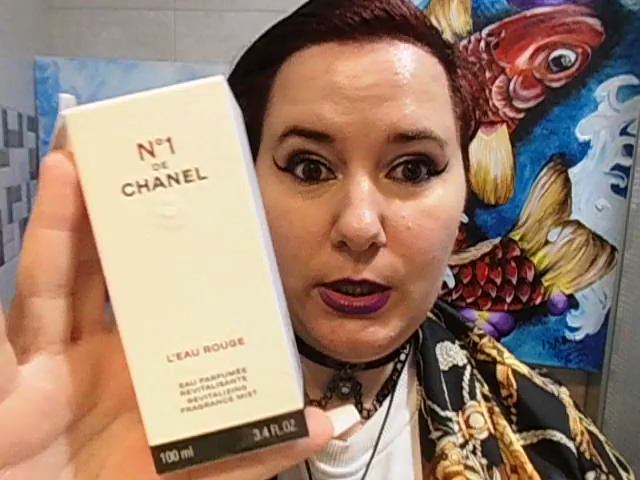 N°1
DE
CHANEL
L'EAU ROUGE
EAU PARFUMÉE
REVITALISANTE
REVITALIZING
FRAGRANCE MIST
100 ml 3.4 FL.OZ.